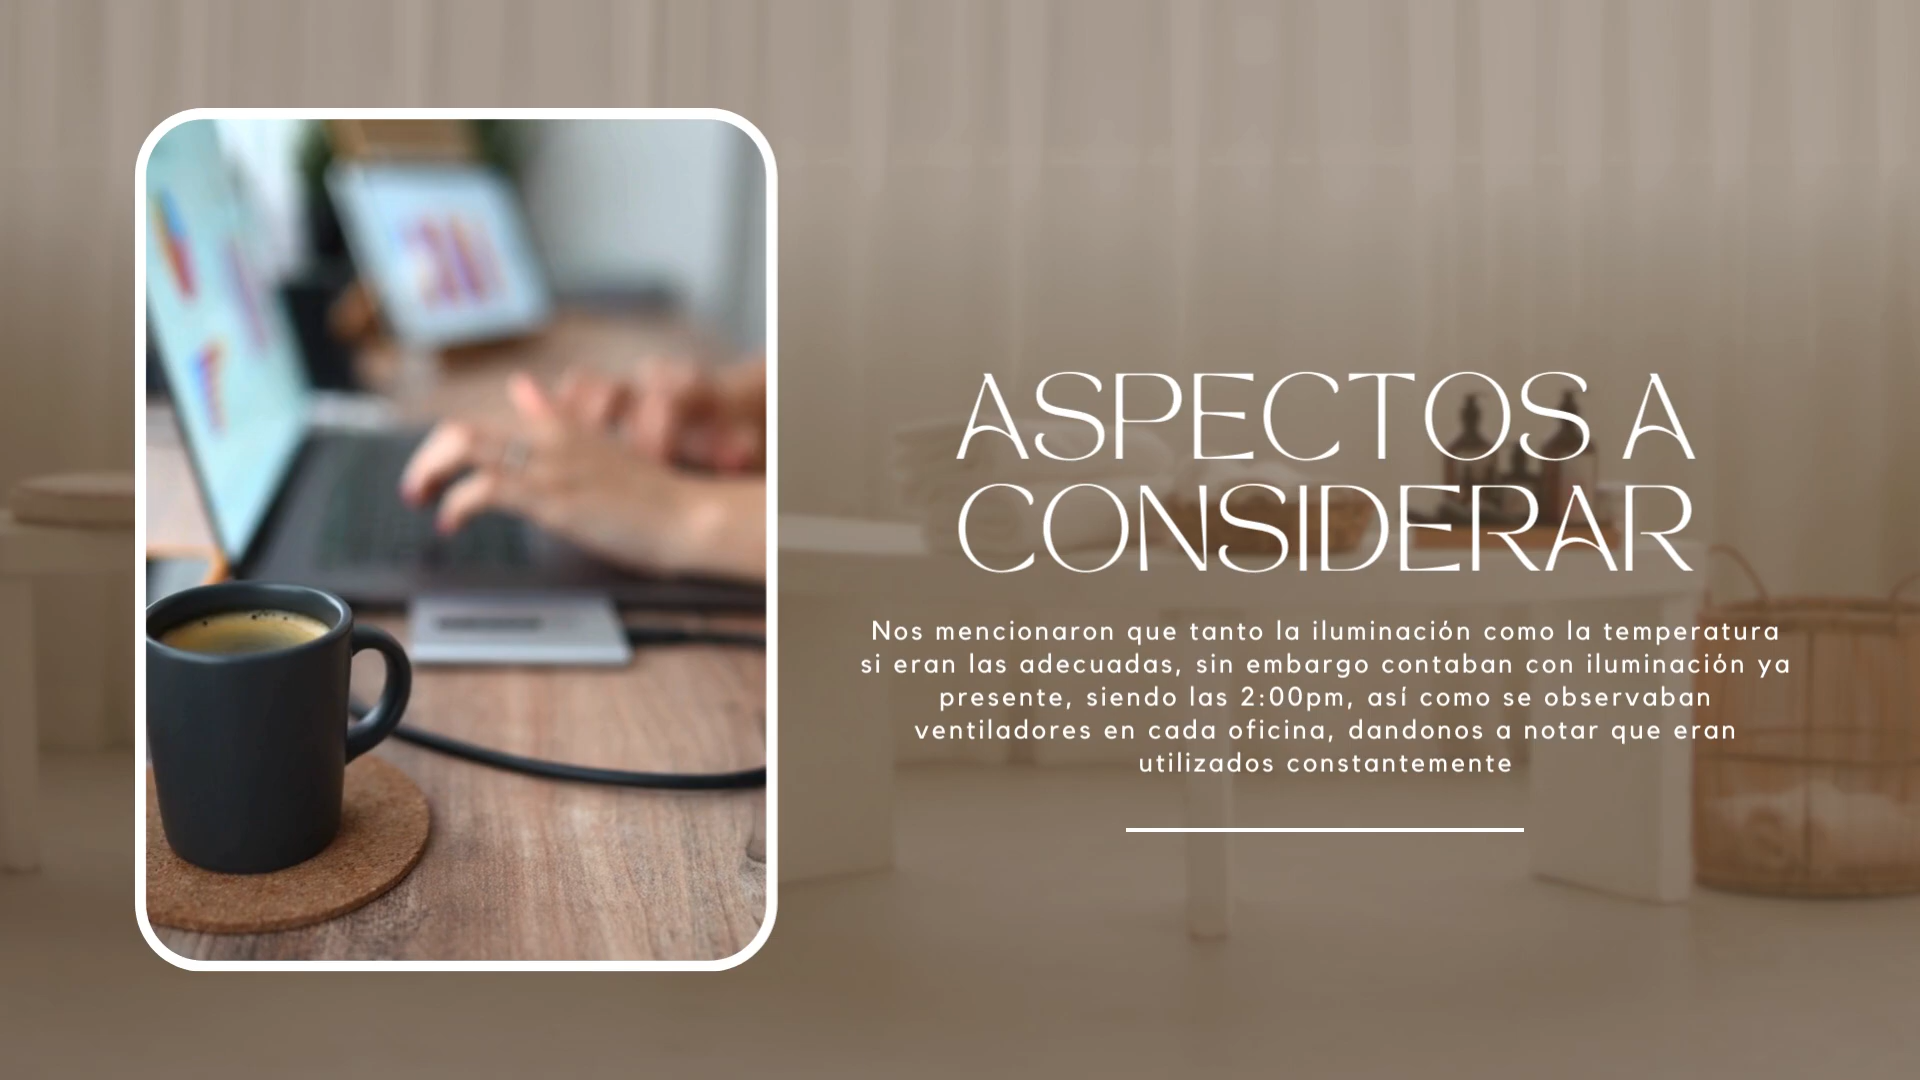 ASPECTOS A
CONSIDERAR
Nos mencionaron que tanto la iluminación como la temperatura
si eran las adecuadas, sin embargo contaban con iluminación ya
presente, siendo las 2:00pm, así como se observaban
ventiladores en cada oficina, dandonos a notar que eran
utilizados constantemente